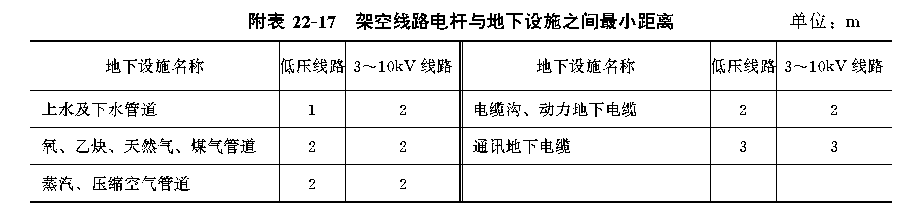 附表 22-17 架空线路电杆与地下设施之间最小距离 单位：m
地下设施名称 低压线路 3～10kV 线路 地下设施名称 低压线路 3～10kV 线路
上水及下水管道 1 2 电缆沟、动力地下电缆 2 2
氧、乙炔、天然气、煤气管道 2 2 通讯地下电缆 3 3
蒸汽、压缩空气管道 2 2